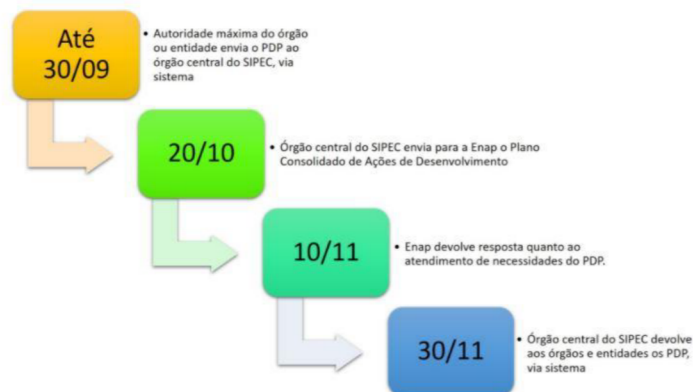 Até
30/09
• Autoridade máxima do órgão
ou entidade envia o PDP ao
órgão central do SIPEC, via
sistema
20/10
• Órgão central do SIPEC envia para a Enap o Plano
Consolidado de Ações de Desenvolvimento
10/11
• Enap devolve resposta quanto ao
atendimento de necessidades do PDP.
30/11
• Órgão central do SIPEC devolve
aos órgãos e entidades os PDP,
via sistema